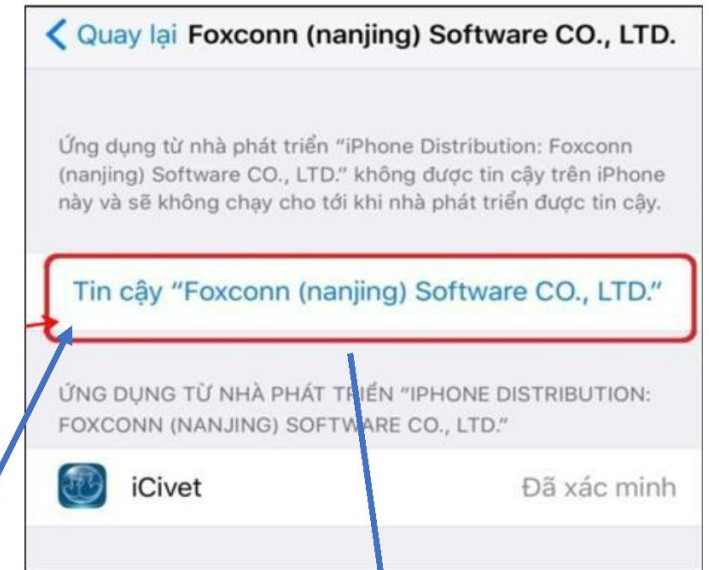 Quay lại Foxconn (nanjing) Software CO., LTD.
Ứng dụng từ nhà phát triển “iPhone Distribution: Foxconn
(nanjing) Software CO., LTD.” không được tin cậy trên iPhone
này và sẽ không chạy cho tới khi nhà phát triển được tin cậy.
Tin cậy “Foxconn (nanjing) Software CO., LTD.”
ỨNG DỤNG TỪ NHÀ PHÁT TRIỂN “IPHONE DISTRIBUTION:
FOXCONN (NANJING) SOFTWARE CO., LTD.”
iCivet Đã xác minh